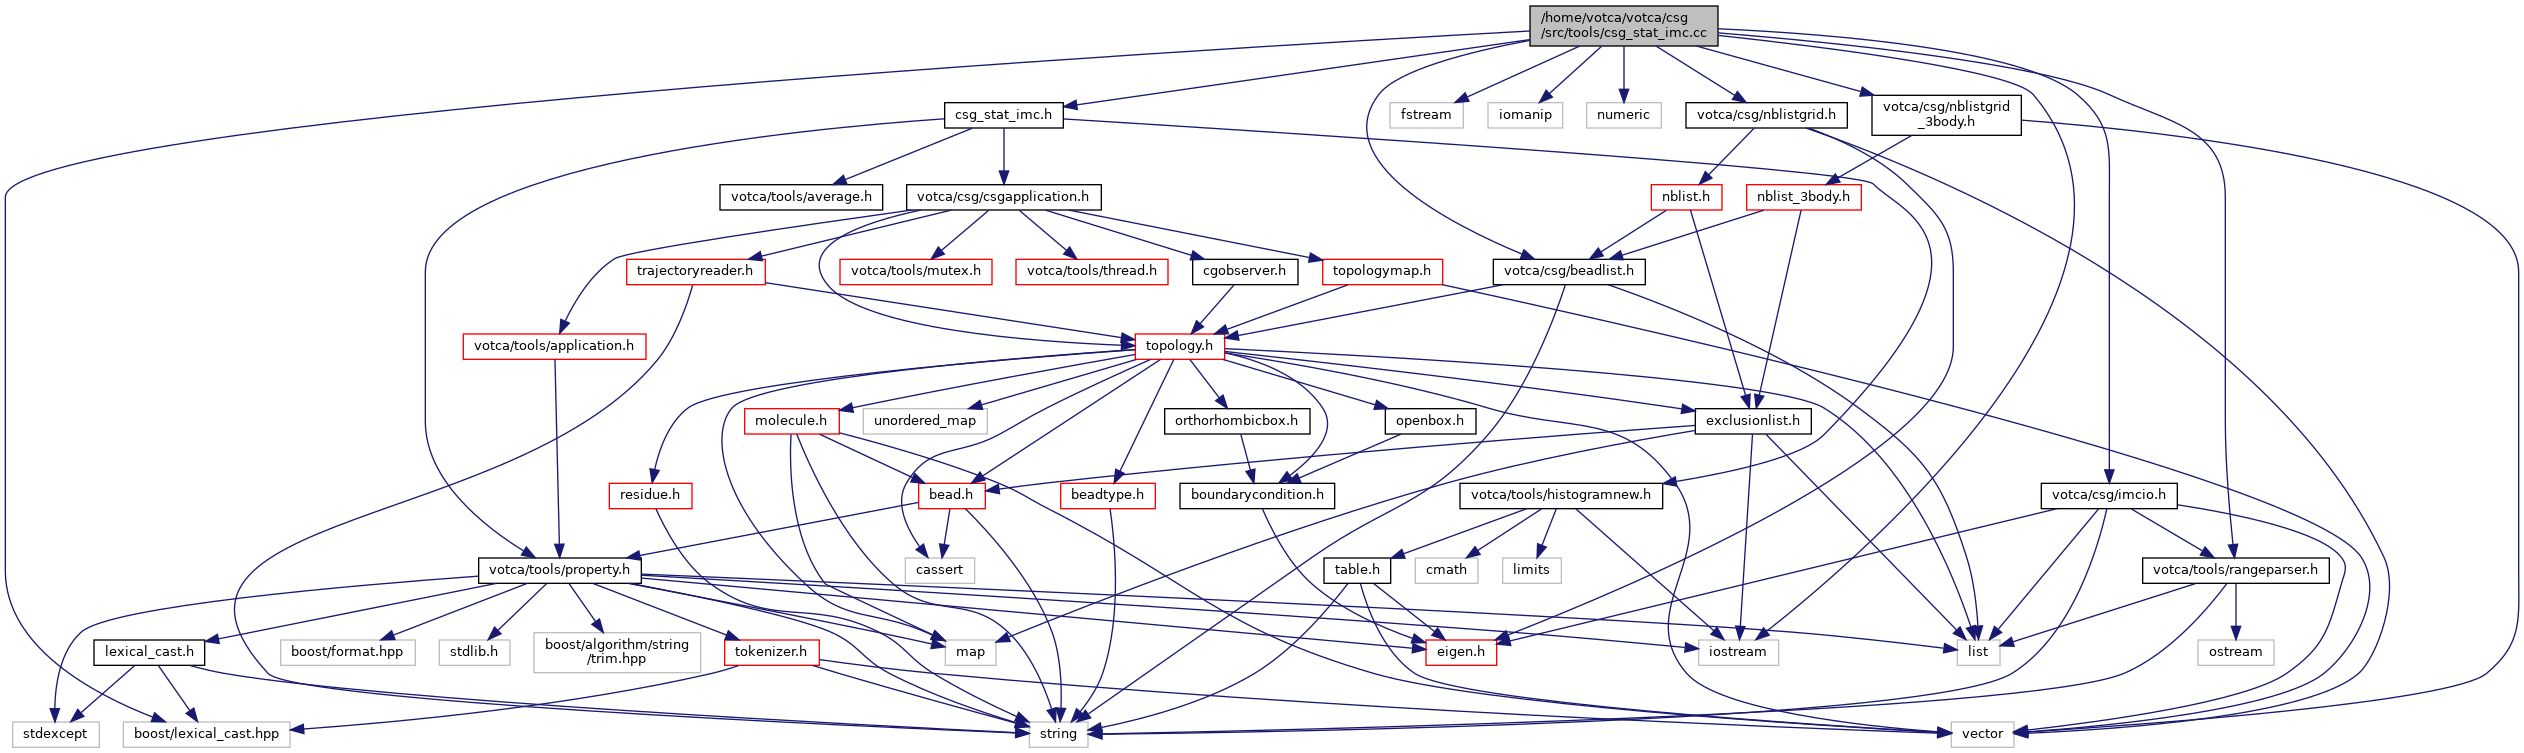 /home/votca/votca/csg
/src/tools/csg_stat_imc.cc
csg_stat_imc.h
fstream
iomanip
numeric
votca/csg/nblistgrid.h
votca/csg/nblistgrid
_3body.h
votca/tools/average.h
votca/csg/csgapplication.h
nblist.h
nblist_3body.h
trajectoryreader.h
votca/tools/mutex.h
votca/tools/thread.h
cgobserver.h
topologymap.h
votca/csg/beadlist.h
votca/tools/application.h
topology.h
molecule.h
unordered_map
orthorhombicbox.h
openbox.h
exclusionlist.h
residue.h
bead.h
beadtype.h
boundarycondition.h
votca/tools/histogramnew.h
votca/csg/imcio.h
votca/tools/property.h
cassert
table.h
cmath
limits
votca/tools/rangeparser.h
lexical_cast.h
boost/format.hpp
stdlib.h
boost/algorithm/string
/trim.hpp
tokenizer.h
map
eigen.h
iostream
list
ostream
stdexcept
boost/lexical_cast.hpp
string
vector